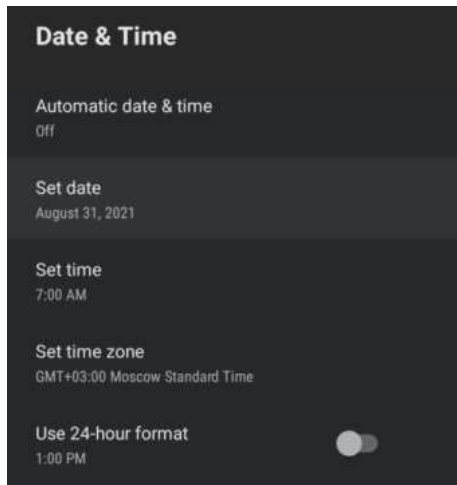 Date & Time
Automatic date & time
Off
Set date
August 31, 2021
Set time
7:00 AM
Set time zone
GMT+03:00 Moscow Standard Time
Use 24-hour format
1:00 PM